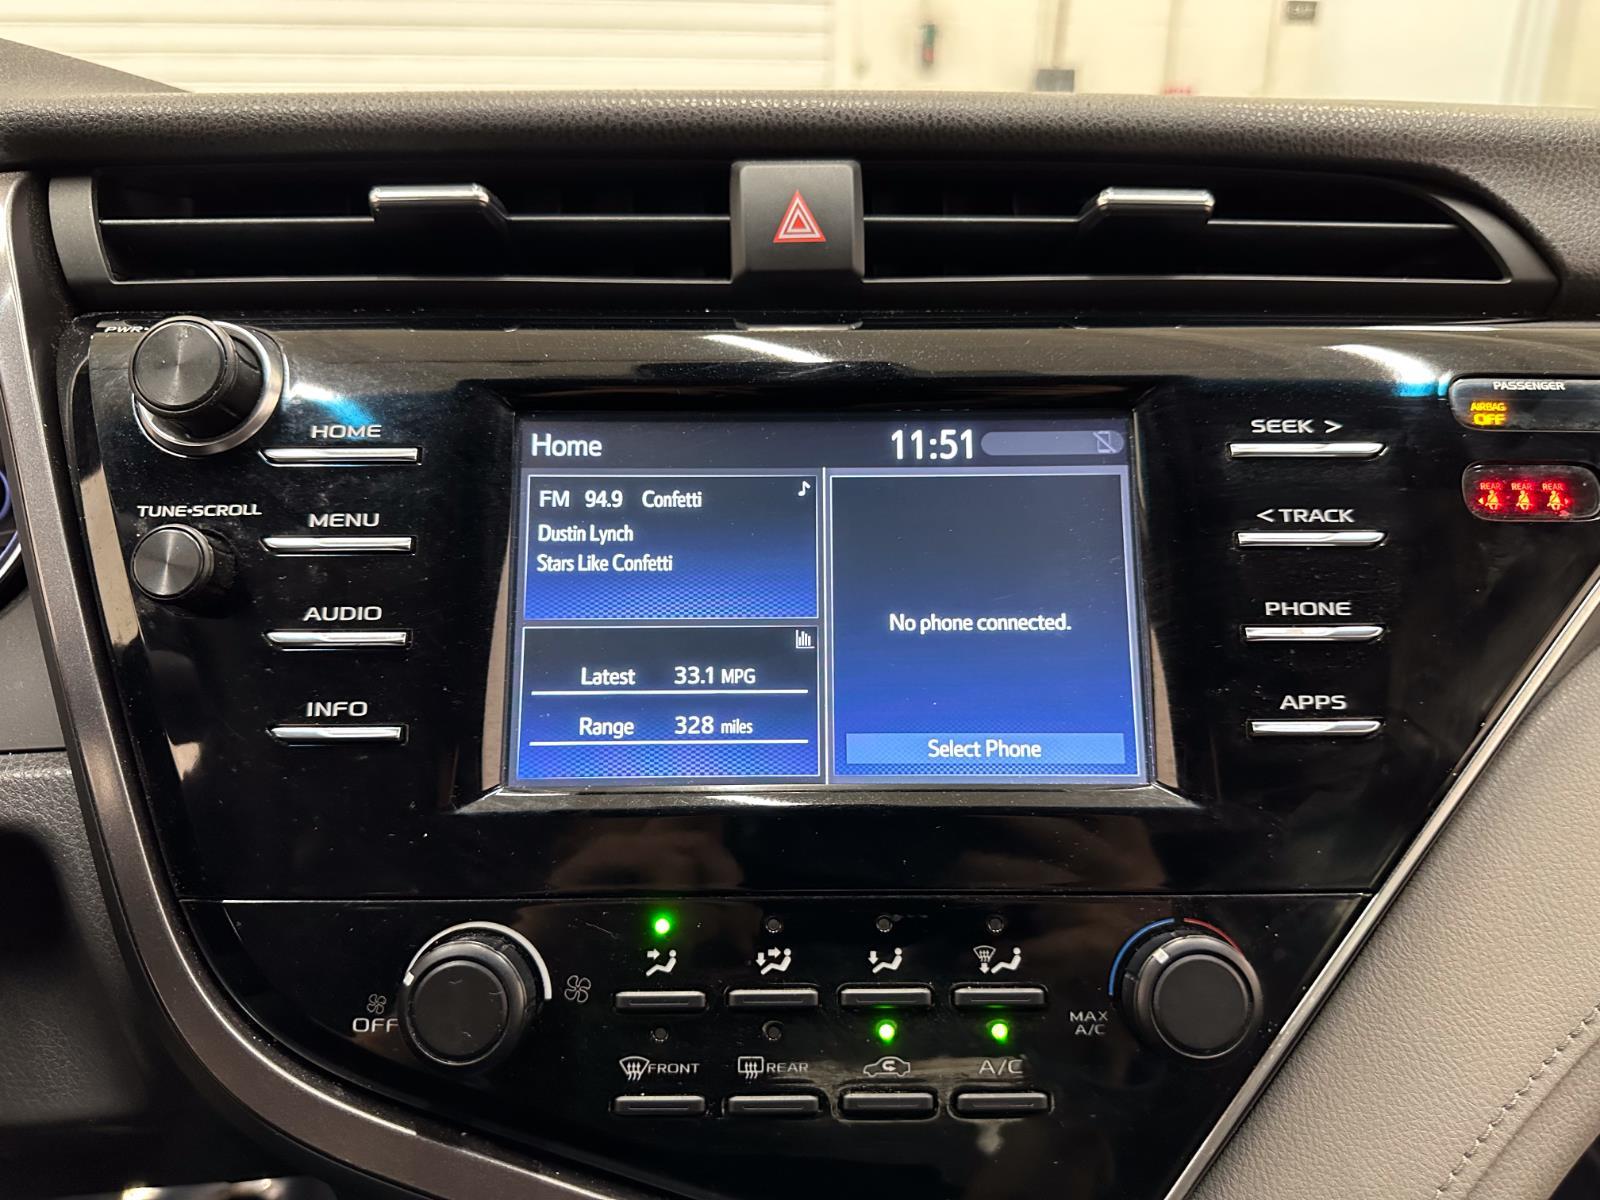 PWR•
HOME
TUNE•SCROLL
MENU
AUDIO
INFO
Home 11:51
FM 94.9 Confetti
Dustin Lynch
Stars Like Confetti
Latest 33.1 MPG
Range 328 miles
No phone connected.
Select Phone
SEEK >
< TRACK
PHONE
APPS
PASSENGER
AIRBAG
OFF
REAR REAR REAR
OFF
MAX
A/C
FRONT
REAR
A/C